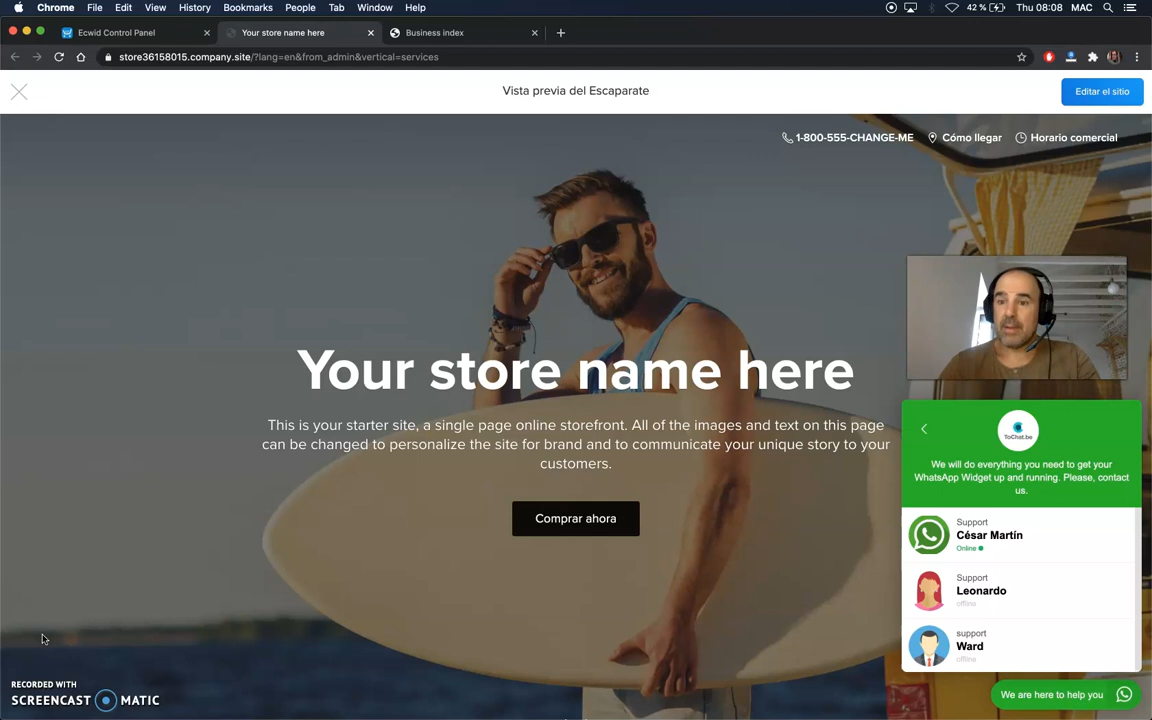 Chrome File Edit View History Bookmarks People Tab Window Help 42 % Thu 08:08 MAC
Ecwid Control Panel Your store name here Business index
store36158015.company.site/?lang=en&from_admin&vertical=services
Vista previa del Escaparate
Editar el sitio
1-800-555-CHANGE-ME Cómo llegar Horario comercial
Your store name here
This is your starter site, a single page online storefront. All of the images and text on this page
can be changed to personalize the site for brand and to communicate your unique story to your
customers.
Comprar ahora
ToChat.be
We will do everything you need to get your
WhatsApp Widget up and running. Please, contact
us.
Support
César Martín
Online
Support
Leonardo
offline
support
Ward
offline
We are here to help you
RECORDED WITH
SCREENCAST MATIC